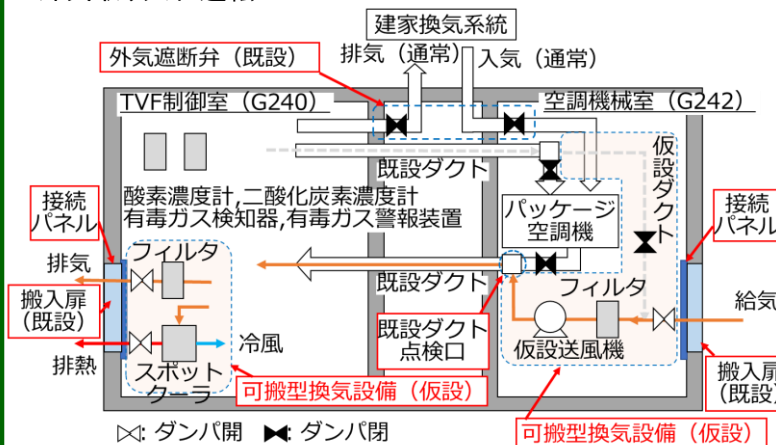 建家換気系統
排気（通常）
入気（通常）
外気遮断弁（既設）
TVF制御室（G240）
空調機械室（G242）
既設ダクト
仮設ダクト
接続
パネル
酸素濃度計,二酸化炭素濃度計
有毒ガス検知器,有毒ガス警報装置
パッケージ
空調機
接続
パネル
フィルタ
排気
搬入扉
（既設）
排熱
冷風
スポット
クーラ
既設ダクト
既設ダクト
点検口
フィルタ
仮設送風機
給気
搬入扉
（既設）
可搬型換気設備（仮設）
可搬型換気設備（仮設）
: ダンパ開
: ダンパ閉